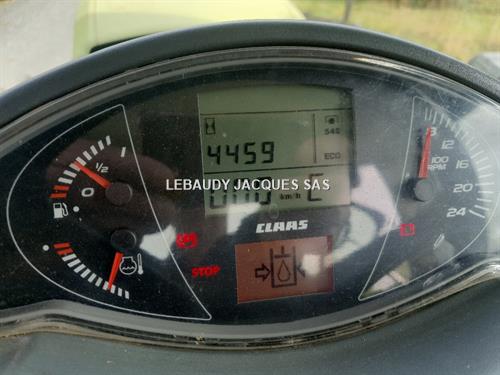 1
1/2
0
540
4459
ECO
LEBAUDY JACQUES SAS
km/h
CLAAS
STOP
8
12
16
20
24
100
RPM